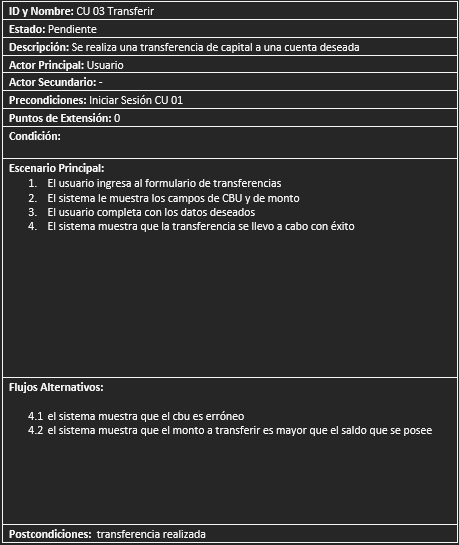 ID y Nombre: CU 03 Transferir
Estado: Pendiente
Descripción: Se realiza una transferencia de capital a una cuenta deseada
Actor Principal: Usuario
Actor Secundario: -
Precondiciones: Iniciar Sesión CU 01
Puntos de Extensión: 0
Condición:
Escenario Principal:
1. El usuario ingresa al formulario de transferencias
2. El sistema le muestra los campos de CBU y de monto
3. El usuario completa con los datos deseados
4. El sistema muestra que la transferencia se llevo a cabo con éxito
Flujos Alternativos:
4.1 el sistema muestra que el cbu es erróneo
4.2 el sistema muestra que el monto a transferir es mayor que el saldo que se posee
Postcondiciones: transferencia realizada